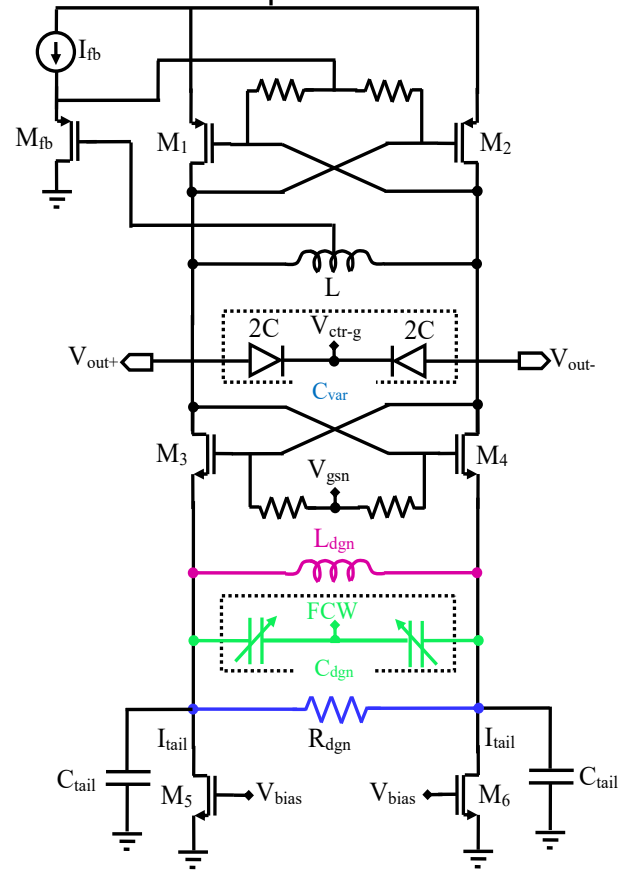 I_fb
M_fb
M_1
M_2
L
2C
V_ctr-g
2C
V_out+
V_out-
C_var
M_3
M_4
V_gsn
L_dgn
FCW
C_dgn
I_tail
R_dgn
I_tail
C_tail
M_5
V_bias
V_bias
M_6
C_tail